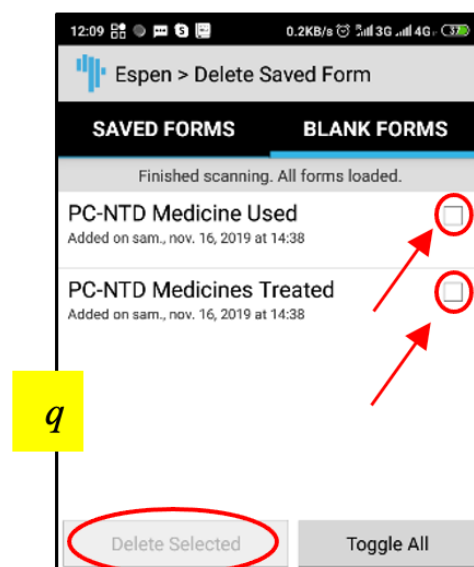 12:09 0.2KB/s 3G 4G 37
Espen > Delete Saved Form
SAVED FORMS BLANK FORMS
Finished scanning. All forms loaded.
PC-NTD Medicine Used
Added on sam., nov. 16, 2019 at 14:38
PC-NTD Medicines Treated
Added on sam., nov. 16, 2019 at 14:38
q
Delete Selected Toggle All